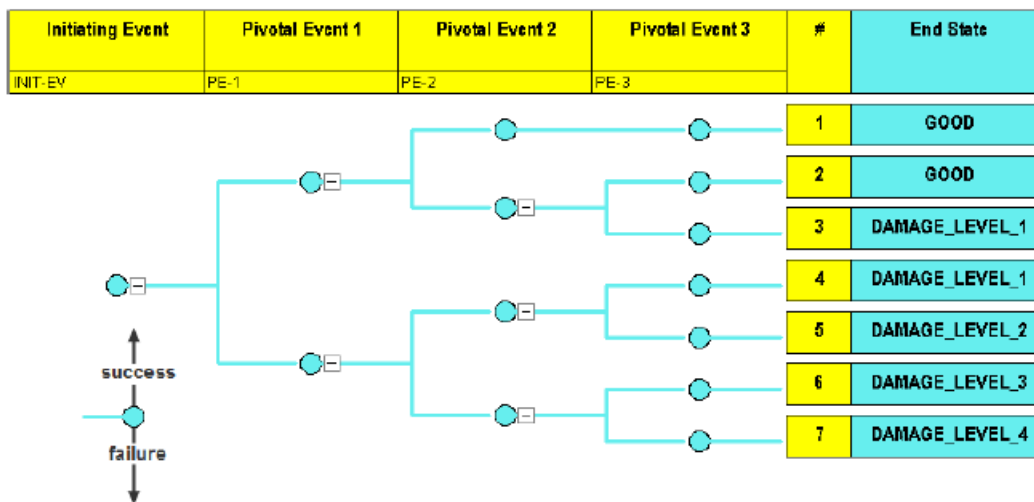 Initiating Event Pivotal Event 1 Pivotal Event 2 Pivotal Event 3 # End State
INIT-EV PE-1 PE-2 PE-3
1 GOOD
2 GOOD
3 DAMAGE_LEVEL_1
4 DAMAGE_LEVEL_1
5 DAMAGE_LEVEL_2
6 DAMAGE_LEVEL_3
7 DAMAGE_LEVEL_4
success
failure